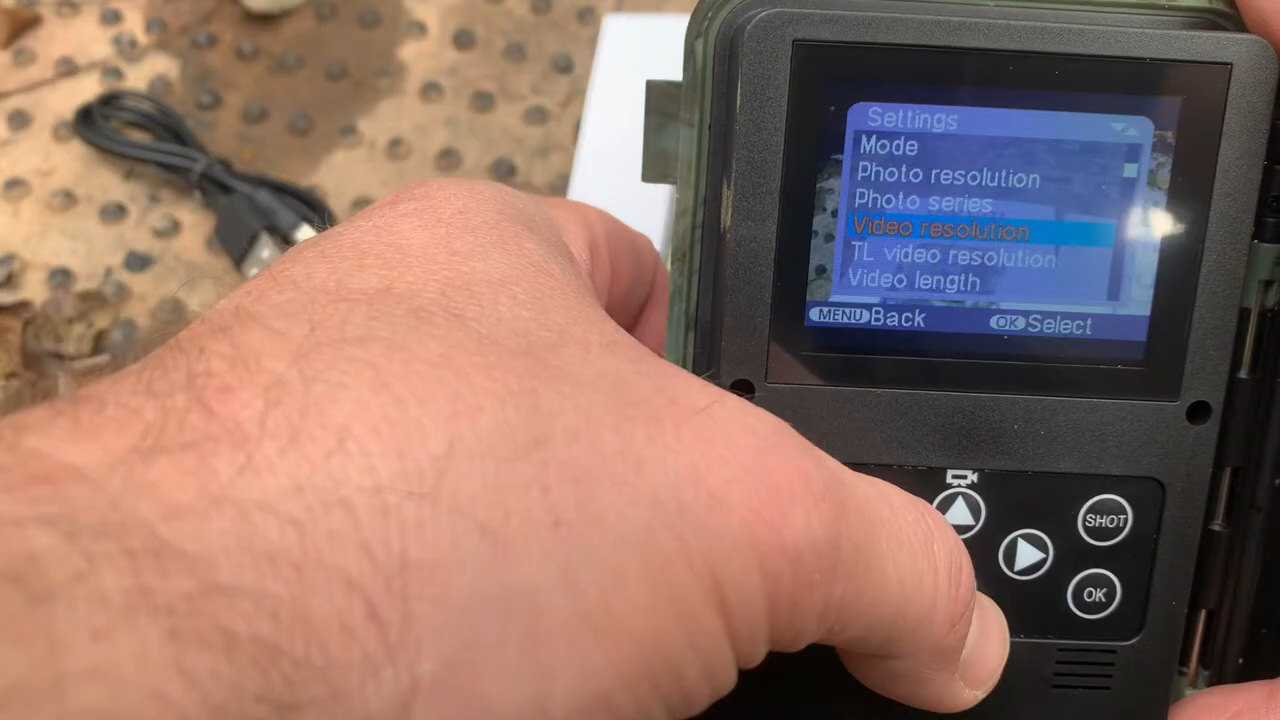 Settings
Mode
Photo resolution
Photo series
Video resolution
TL video resolution
Video length
MENU Back OK Select
SHOT
OK